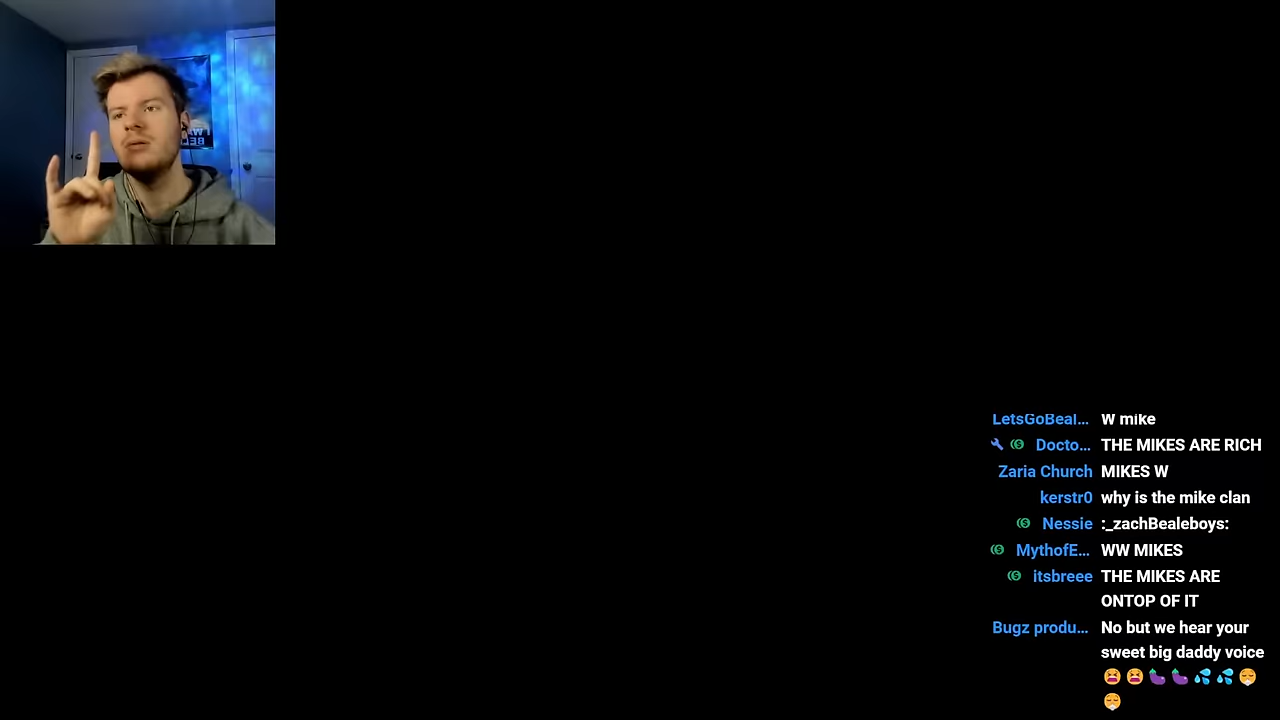 LetsGoBeal... W mike
Docto... THE MIKES ARE RICH
Zaria Church MIKES W
kerstr0 why is the mike clan
Nessie :_zachBealeboys:
MythofE... WW MIKES
itsbreee THE MIKES ARE
ONTOP OF IT
Bugz produ... No but we hear your
sweet big daddy voice
😫😫🍆🍆💦💦😤
😤